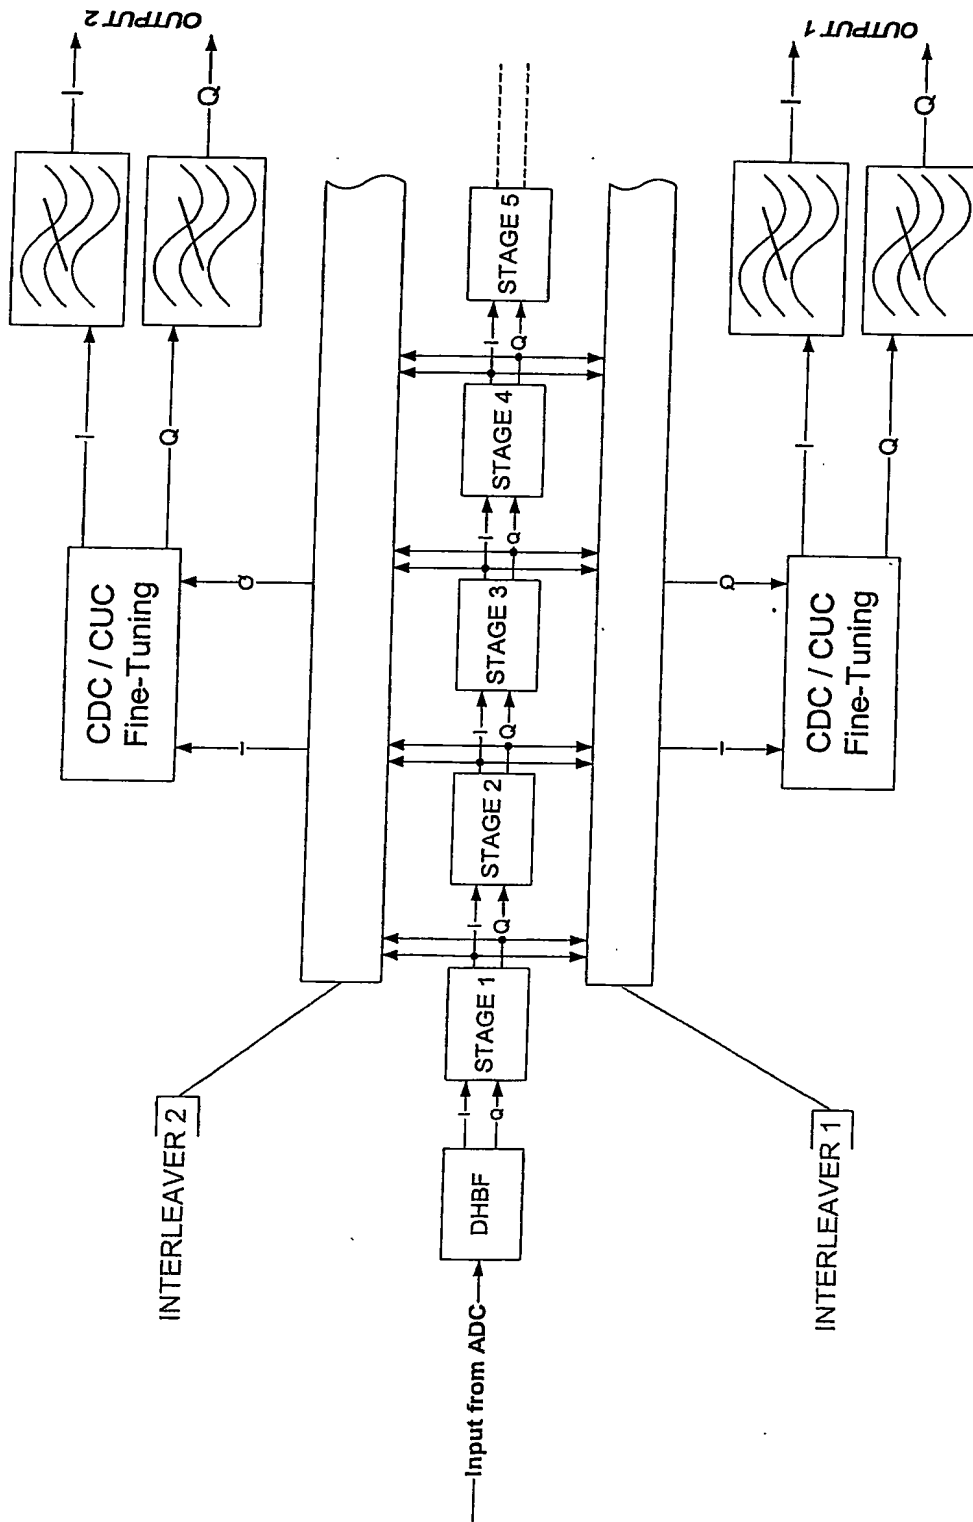 Input from ADC
DHBF
I
Q
STAGE 1
I
Q
STAGE 2
I
Q
STAGE 3
I
Q
STAGE 4
I
Q
STAGE 5
INTERLEAVER 2
I
Q
CDC / CUC
Fine-Tuning
I
Q
I
Q
OUTPUT 2
INTERLEAVER 1
I
Q
CDC / CUC
Fine-Tuning
I
Q
I
Q
OUTPUT 1